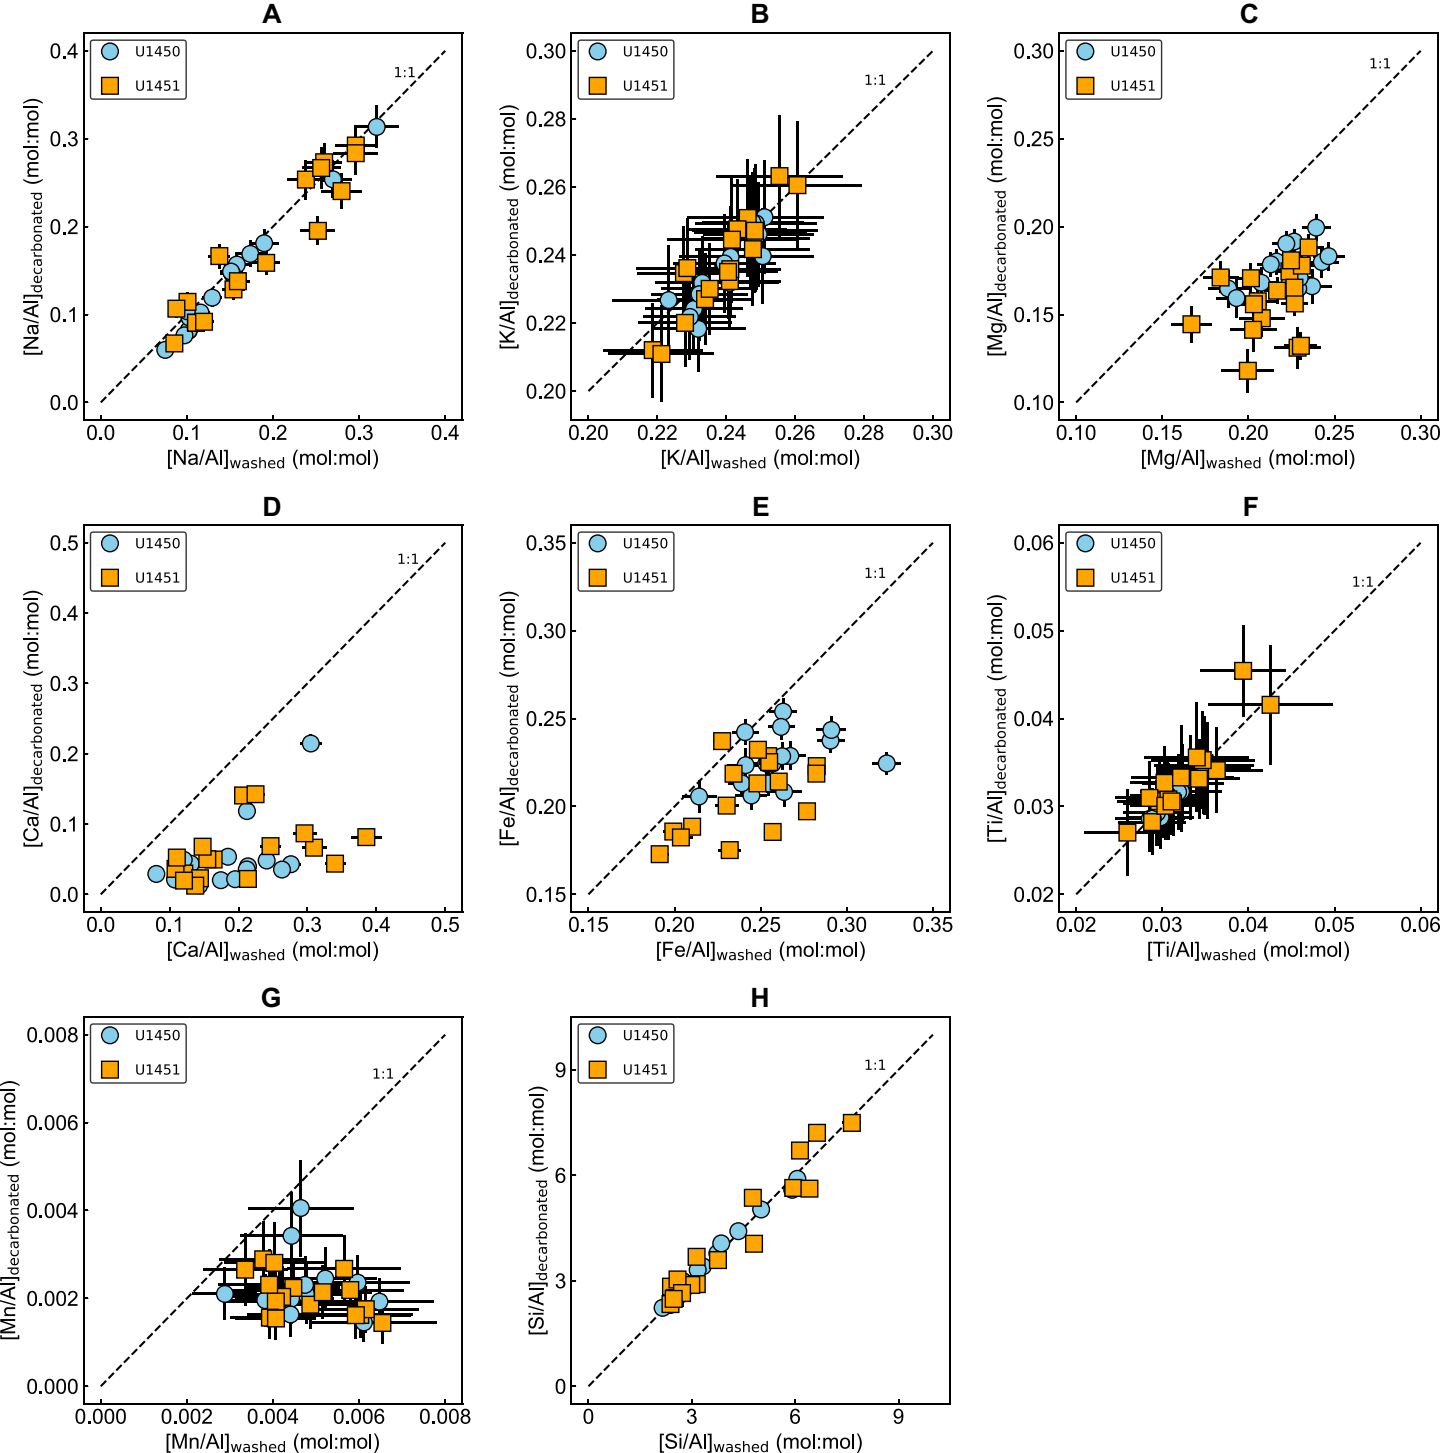 A
0.4
0.3
0.2
0.1
0.0
0.0
0.1
0.2
0.3
0.4
[Na/Al]decarbonated (mol:mol)
[Na/Al]washed (mol:mol)
U1450
U1451
1:1
B
0.30
0.28
0.26
0.24
0.22
0.20
0.20
0.22
0.24
0.26
0.28
0.30
[K/Al]decarbonated (mol:mol)
[K/Al]washed (mol:mol)
U1450
U1451
1:1
C
0.30
0.25
0.20
0.15
0.10
0.10
0.15
0.20
0.25
0.30
[Mg/Al]decarbonated (mol:mol)
[Mg/Al]washed (mol:mol)
U1450
U1451
1:1
D
0.5
0.4
0.3
0.2
0.1
0.0
0.0
0.1
0.2
0.3
0.4
0.5
[Ca/Al]decarbonated (mol:mol)
[Ca/Al]washed (mol:mol)
U1450
U1451
1:1
E
0.35
0.30
0.25
0.20
0.15
0.15
0.20
0.25
0.30
0.35
[Fe/Al]decarbonated (mol:mol)
[Fe/Al]washed (mol:mol)
U1450
U1451
1:1
F
0.06
0.05
0.04
0.03
0.02
0.02
0.03
0.04
0.05
0.06
[Ti/Al]decarbonated (mol:mol)
[Ti/Al]washed (mol:mol)
U1450
U1451
1:1
G
0.008
0.006
0.004
0.002
0.000
0.000
0.002
0.004
0.006
0.008
[Mn/Al]decarbonated (mol:mol)
[Mn/Al]washed (mol:mol)
U1450
U1451
1:1
H
9
6
3
0
0
3
6
9
[Si/Al]decarbonated (mol:mol)
[Si/Al]washed (mol:mol)
U1450
U1451
1:1